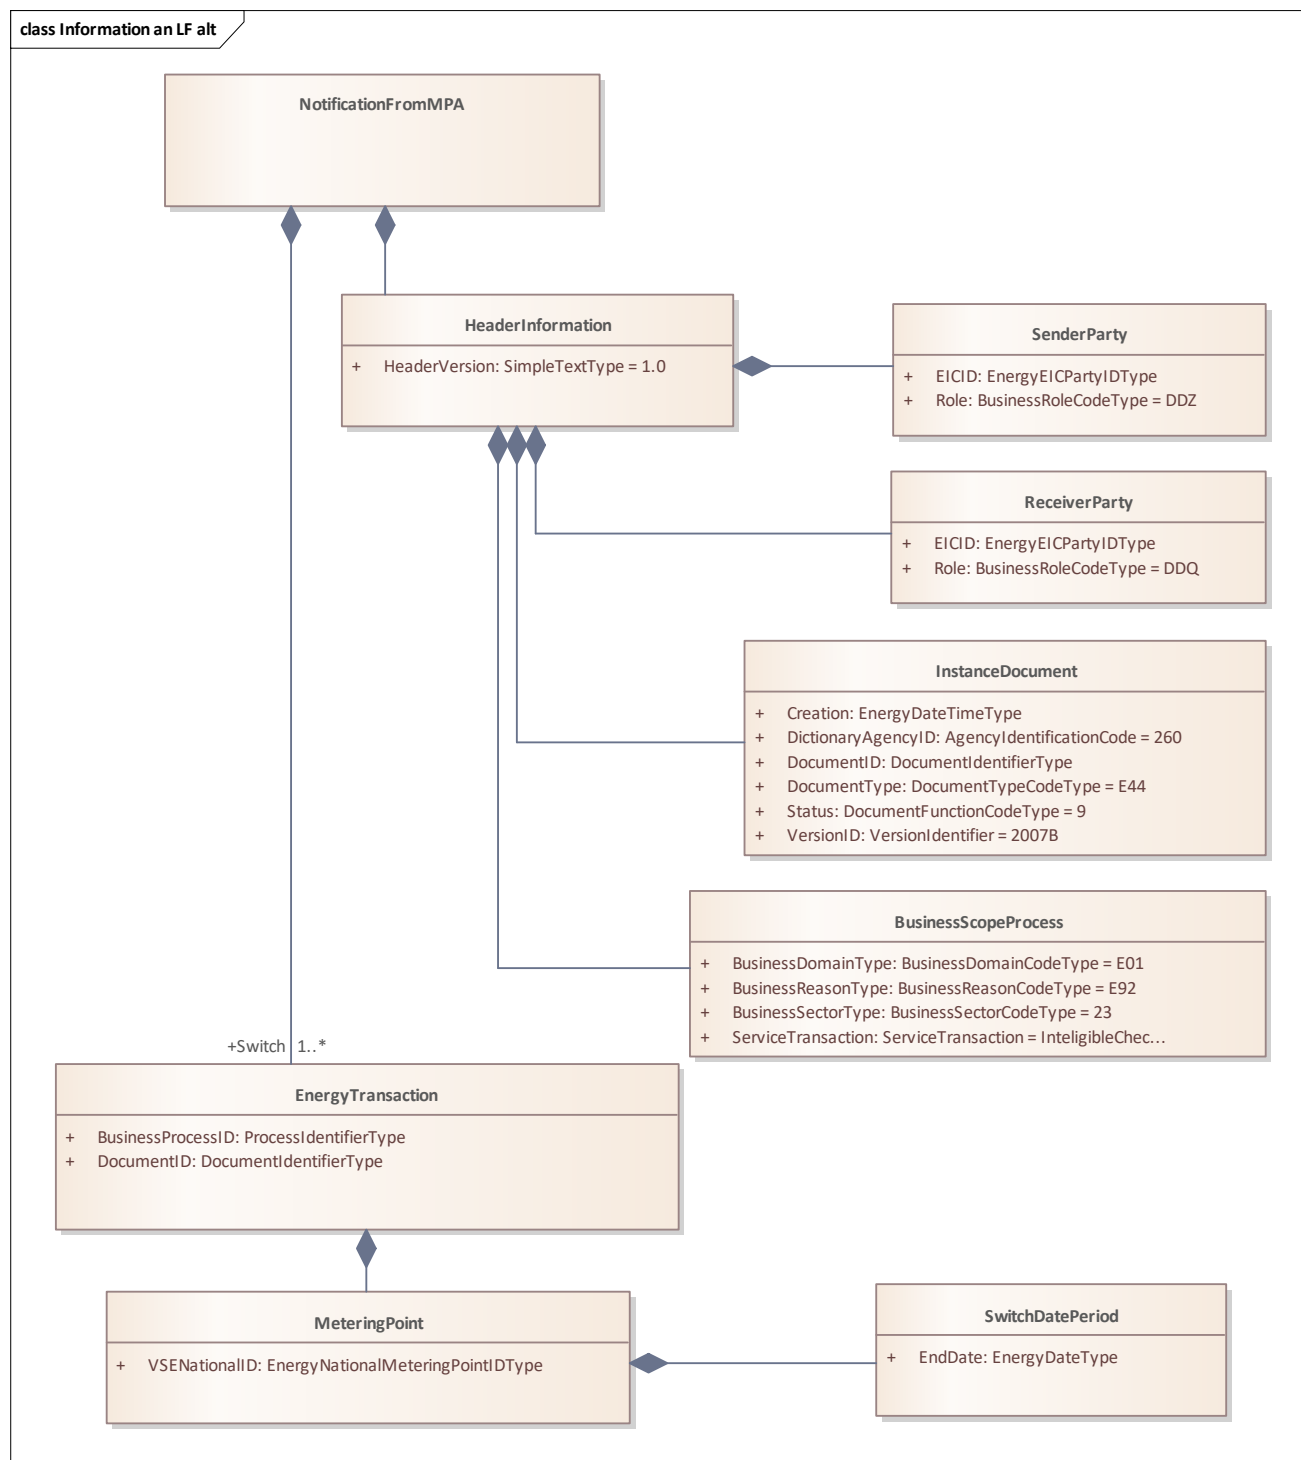 class Information an LF alt
NotificationFromMPA
HeaderInformation
+ HeaderVersion: SimpleTextType = 1.0
SenderParty
+ EICID: EnergyEICPartyIDType
+ Role: BusinessRoleCodeType = DDZ
ReceiverParty
+ EICID: EnergyEICPartyIDType
+ Role: BusinessRoleCodeType = DDQ
InstanceDocument
+ Creation: EnergyDateTimeType
+ DictionaryAgencyID: AgencyIdentificationCode = 260
+ DocumentID: DocumentIdentifierType
+ DocumentType: DocumentTypeCodeType = E44
+ Status: DocumentFunctionCodeType = 9
+ VersionID: VersionIdentifier = 2007B
BusinessScopeProcess
+ BusinessDomainType: BusinessDomainCodeType = E01
+ BusinessReasonType: BusinessReasonCodeType = E92
+ BusinessSectorType: BusinessSectorCodeType = 23
+ ServiceTransaction: ServiceTransaction = InteligibleChec...
+Switch 1..*
EnergyTransaction
+ BusinessProcessID: ProcessIdentifierType
+ DocumentID: DocumentIdentifierType
MeteringPoint
+ VSENationalID: EnergyNationalMeteringPointIDType
SwitchDatePeriod
+ EndDate: EnergyDateType